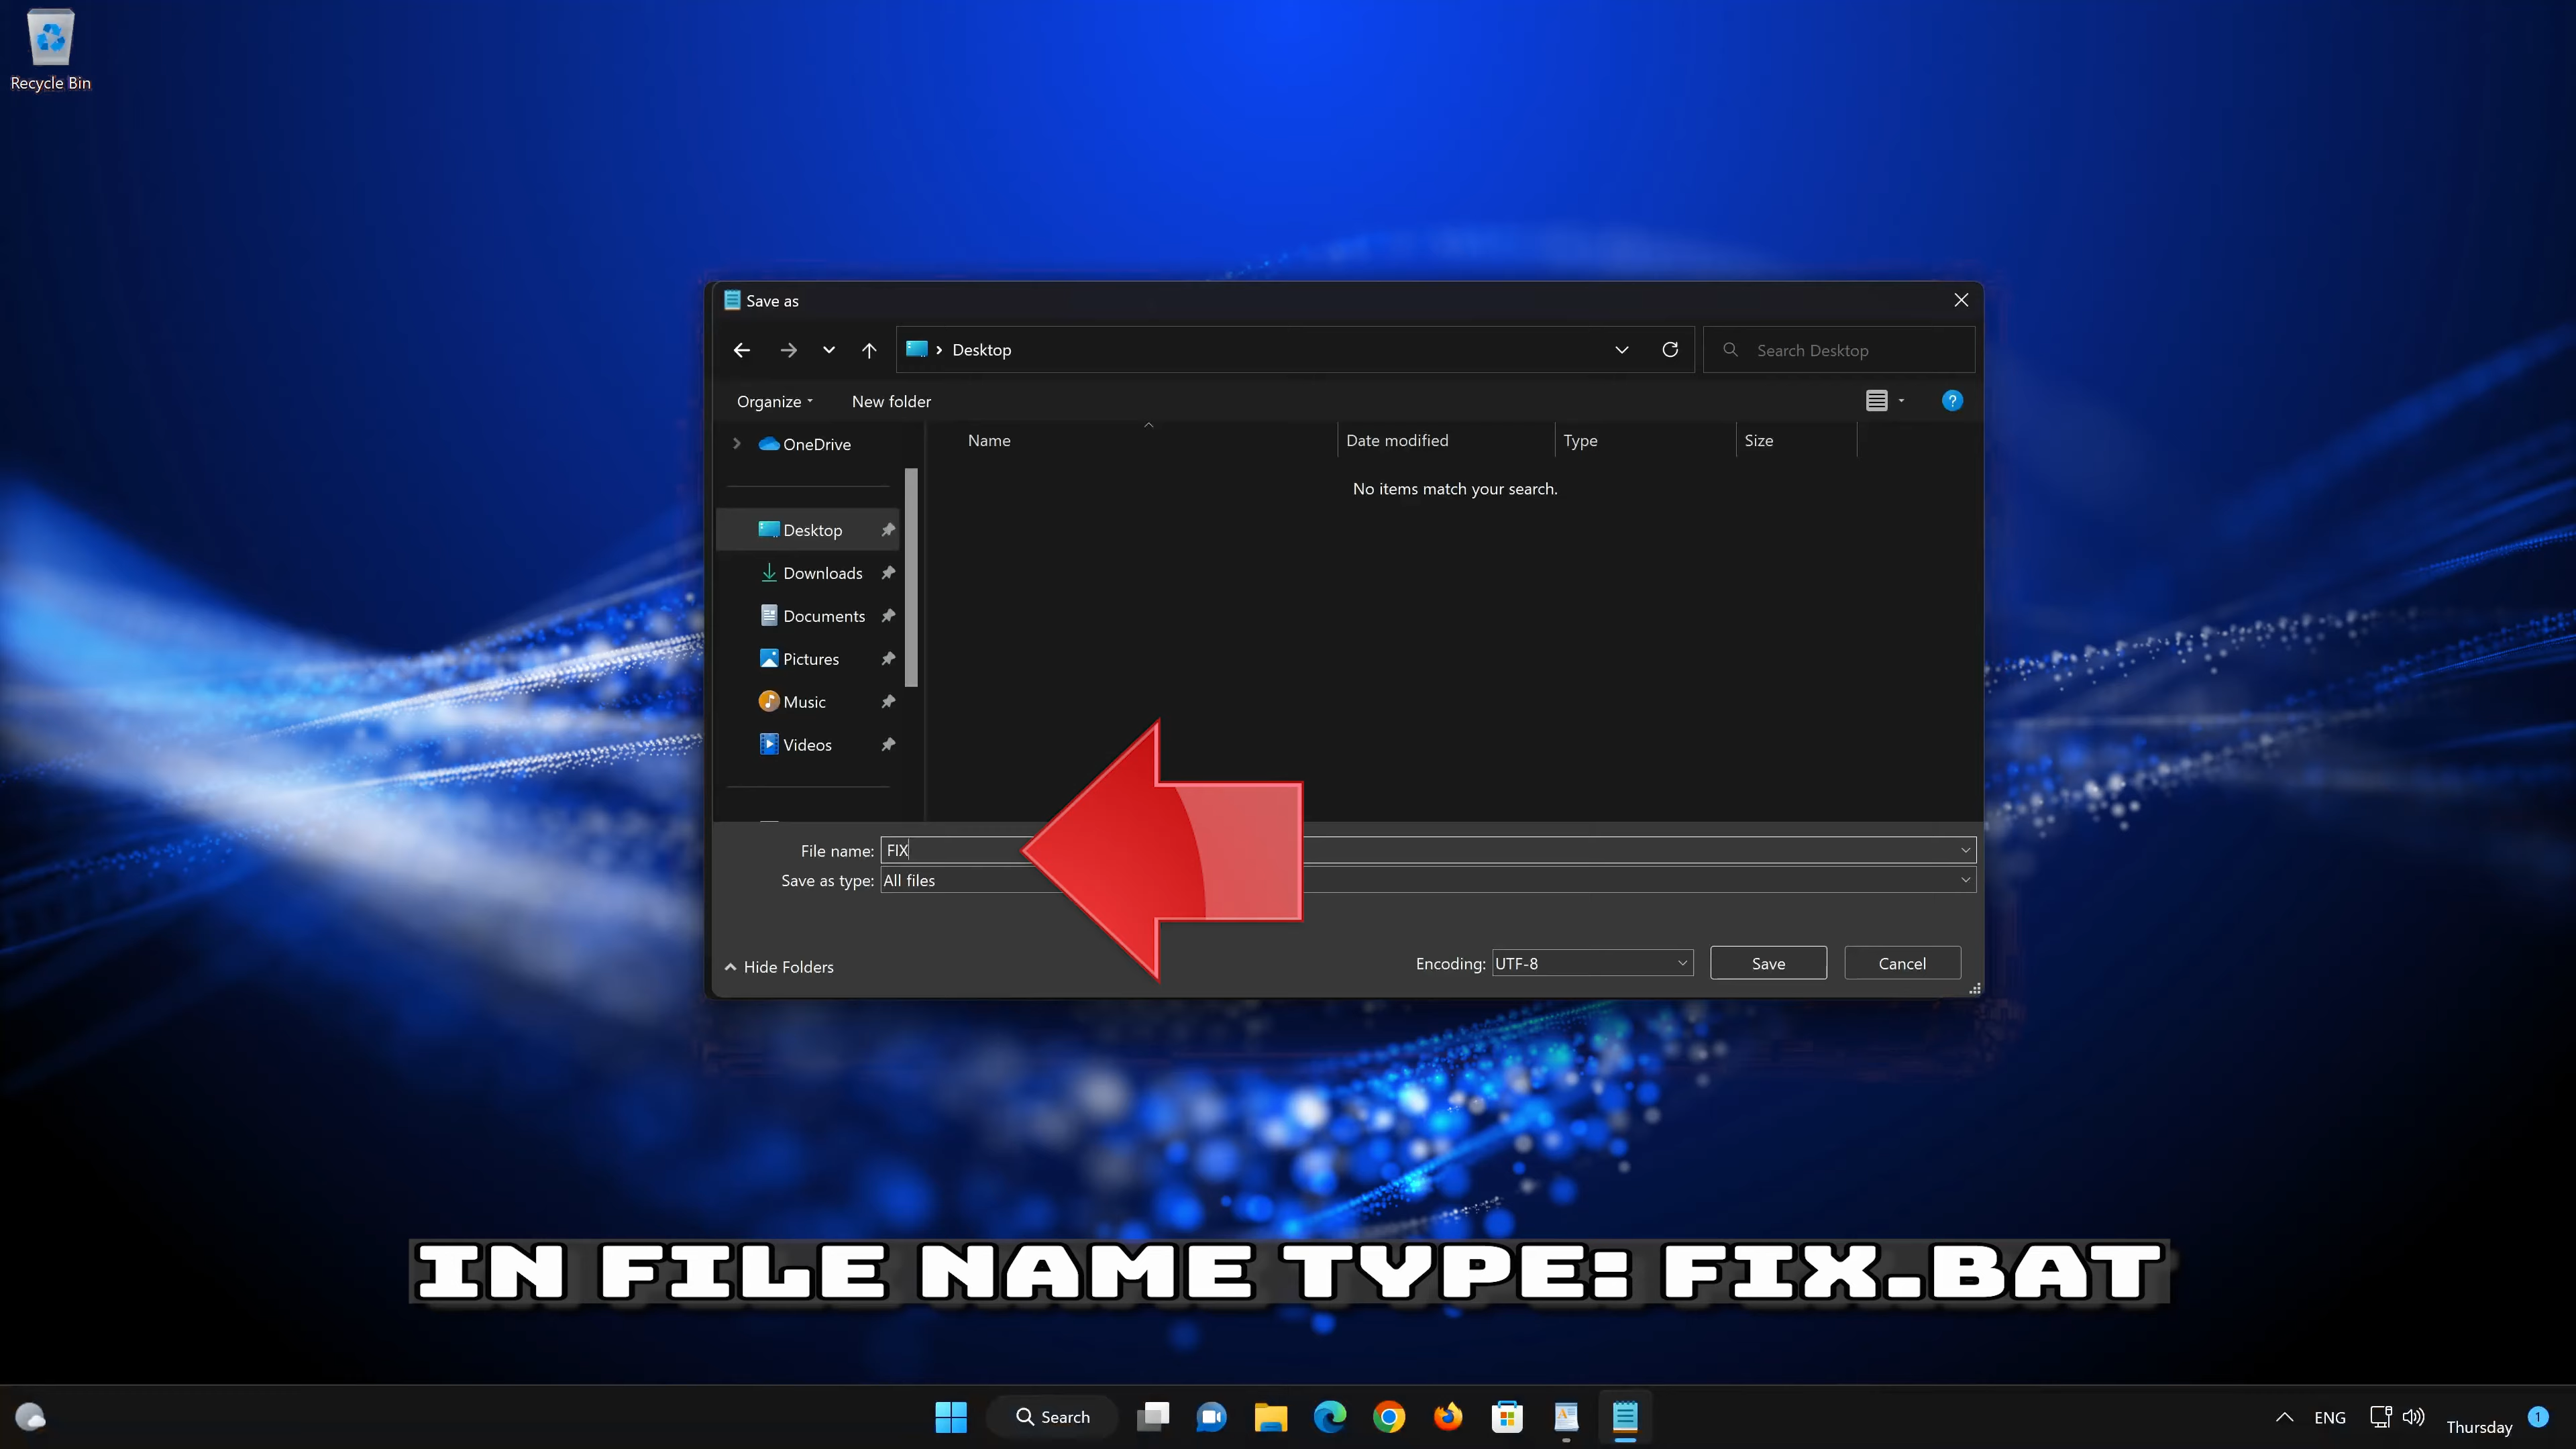 Recycle Bin
Save as
Desktop
Search Desktop
Organize
New folder
OneDrive
Name
Date modified
Type
Size
No items match your search.
Desktop
Downloads
Documents
Pictures
Music
Videos
File name: FIX
Save as type: All files
Hide Folders
Encoding: UTF-8
Save
Cancel
IN FILE NAME TYPE: FIX.BAT
Search
ENG
Thursday
1